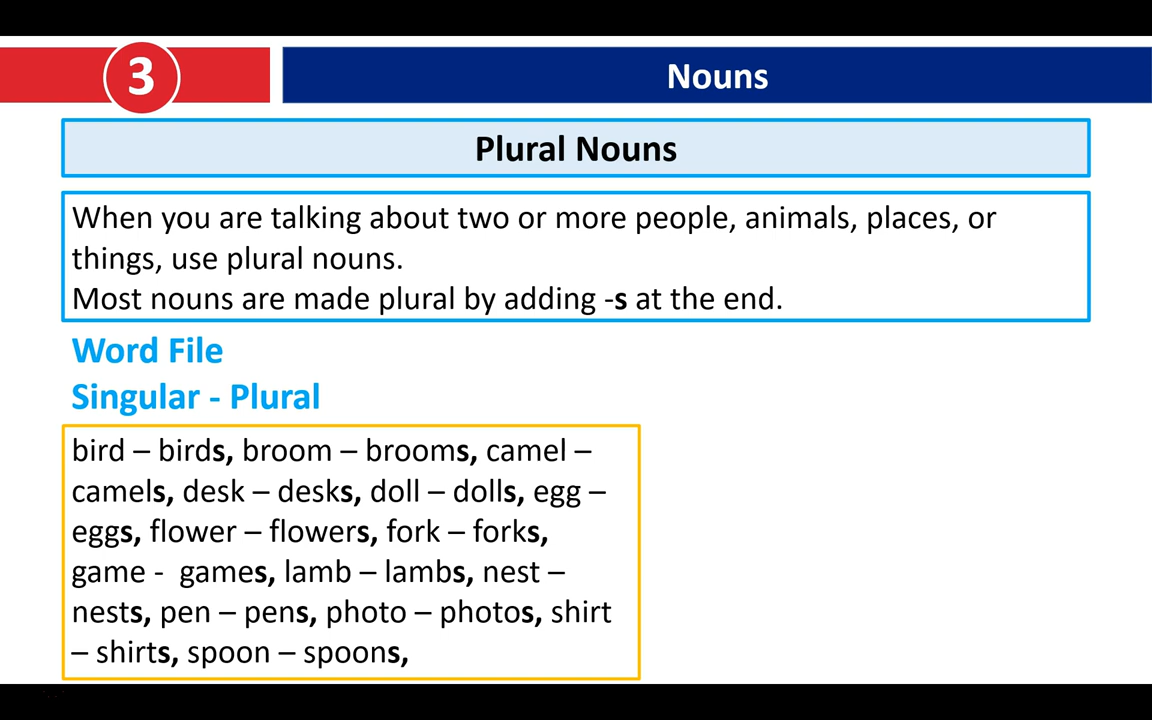 3
Nouns
Plural Nouns
When you are talking about two or more people, animals, places, or
things, use plural nouns.
Most nouns are made plural by adding -s at the end.
Word File
Singular - Plural
bird – birds, broom – brooms, camel –
camels, desk – desks, doll – dolls, egg –
eggs, flower – flowers, fork – forks,
game -  games, lamb – lambs, nest –
nests, pen – pens, photo – photos, shirt
– shirts, spoon – spoons,